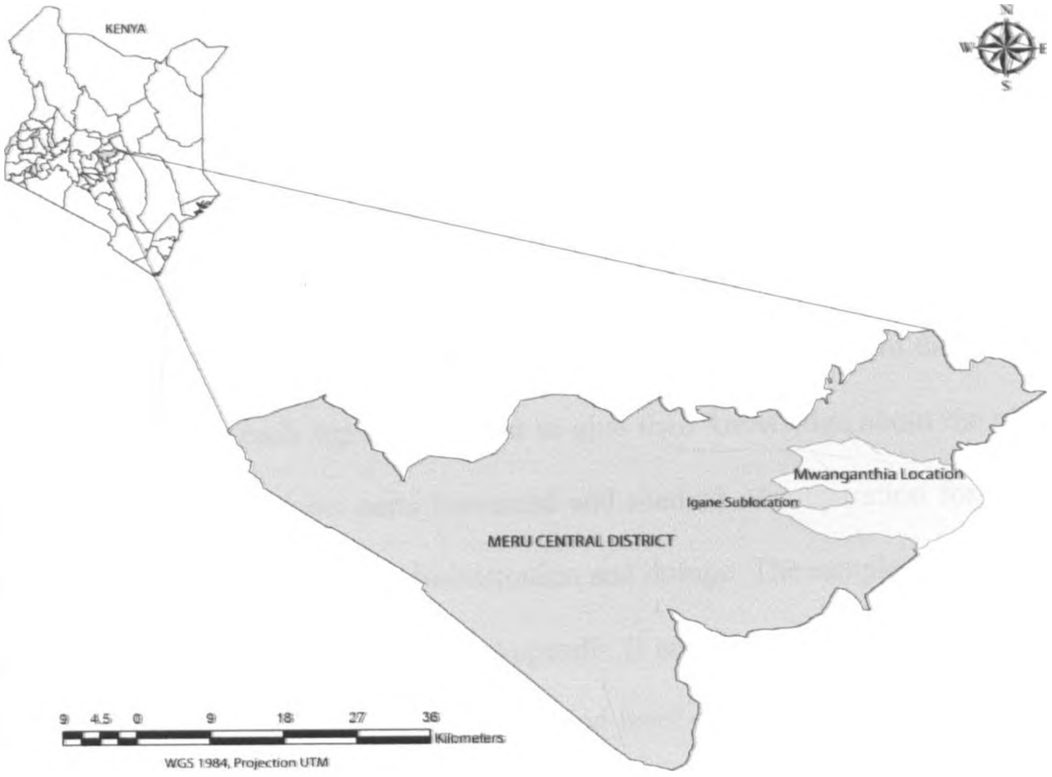 KENYA
N
W E
S
Mwanganthia Location
Igane Sublocation
MERU CENTRAL DISTRICT
9 4.5 0 9 18 27 36
Kilometers
WGS 1984, Projection UTM